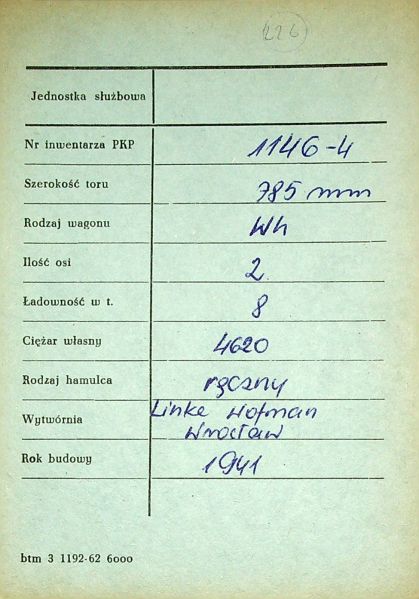 226
Jednostka służbowa
Nr inwentarza PKP 1146-4
Szerokość toru 785 mm
Rodzaj wagonu Wh
Ilość osi 2
Ładowność w t. 8
Ciężar własny 4620
Rodzaj hamulca ręczny
Wytwórnia Linke Hofman
Wrocław
Rok budowy 1941
btm 3 1192-62 6000